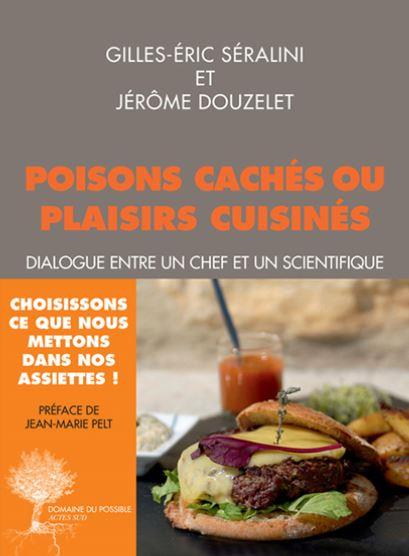 GILLES-ÉRIC SÉRALINI
ET
JÉRÔME DOUZELET
POISONS CACHÉS OU
PLAISIRS CUISINÉS
DIALOGUE ENTRE UN CHEF ET UN SCIENTIFIQUE
CHOISISSONS
CE QUE NOUS
METTONS
DANS NOS
ASSIETTES !
PRÉFACE DE
JEAN-MARIE PELT
DOMAINE DU POSSIBLE
ACTES SUD